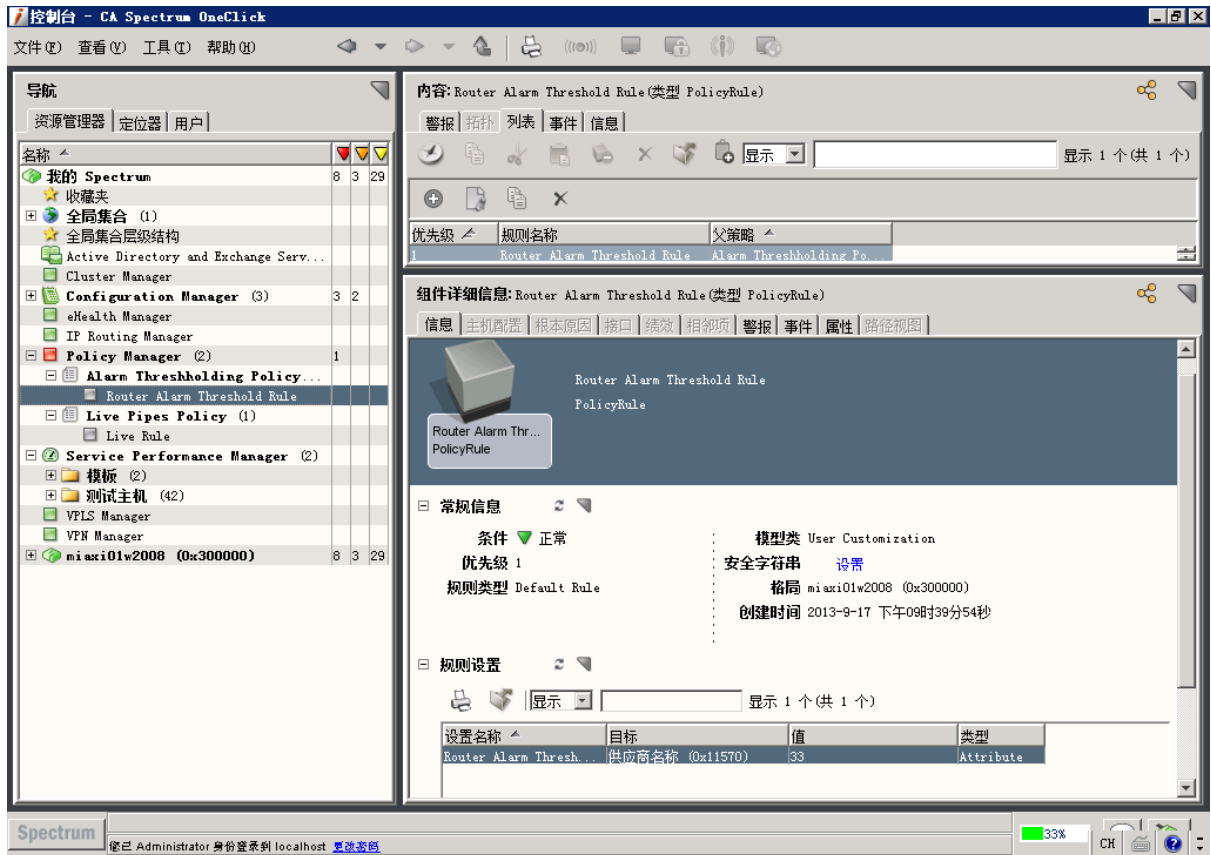 控制台 - CA Spectrum OneClick
文件(F) 查看(V) 工具(T) 帮助(H)
导航
资源管理器 定位器 用户
名称
我的 Spectrum 8 3 29
收藏夹
全局集合 (1)
全局集合层级结构
Active Directory and Exchange Serv...
Cluster Manager
Configuration Manager (3) 3 2
eHealth Manager
IP Routing Manager
Policy Manager (2) 1
Alarm Threshholding Policy...
Router Alarm Threshold Rule
Live Pipes Policy (1)
Live Rule
Service Performance Manager (2)
模板 (2)
测试主机 (42)
VPLS Manager
VPN Manager
miaxi01w2008 (0x300000) 8 3 29
内容: Router Alarm Threshold Rule(类型 PolicyRule)
警报 拓扑 列表 事件 信息
显示 显示 1 个(共 1 个)
优先级 规则名称 父策略
1 Router Alarm Threshold Rule Alarm Threshholding Po...
组件详细信息: Router Alarm Threshold Rule(类型 PolicyRule)
信息 主机配置 根本原因 接口 绩效 相邻项 警报 事件 属性 路径视图
Router Alarm Threshold Rule
PolicyRule
Router Alarm Thr...
PolicyRule
常规信息
条件 正常
优先级 1
规则类型 Default Rule
模型类 User Customization
安全字符串 设置
格局 miaxi01w2008 (0x300000)
创建时间 2013-9-17 下午09时39分54秒
规则设置
显示 显示 1 个(共 1 个)
设置名称 目标 值 类型
Router Alarm Thresh... 供应商名称 (0x11570) 33 Attribute
Spectrum
您已 Administrator 身份登录到 localhost 更改密码
33%
CH